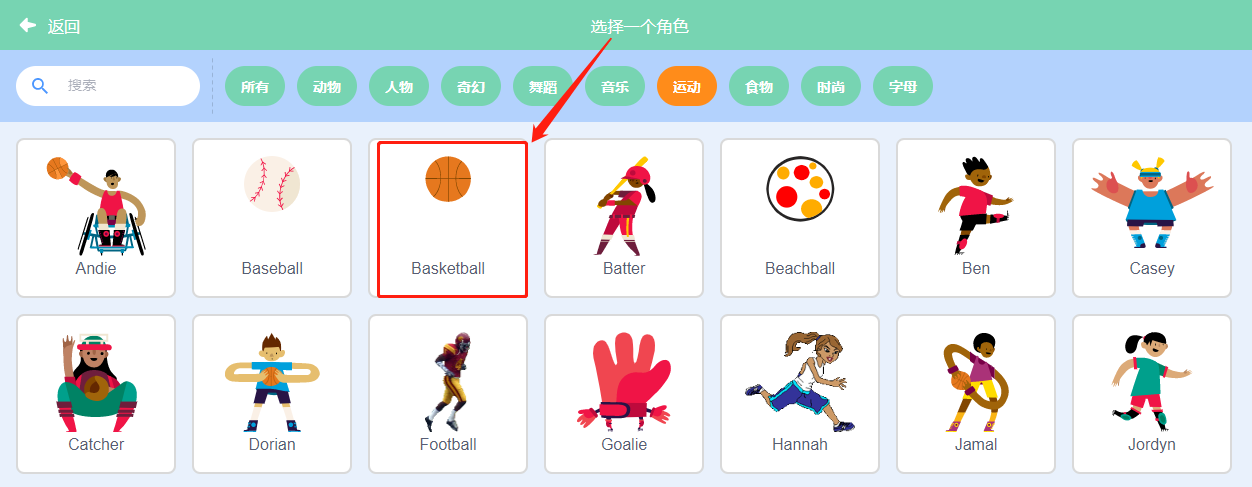 返回
选择一个角色
搜索
所有 动物 人物 奇幻 舞蹈 音乐 运动 食物 时尚 字母
Andie Baseball Basketball Batter Beachball Ben Casey
Catcher Dorian Football Goalie Hannah Jamal Jordyn